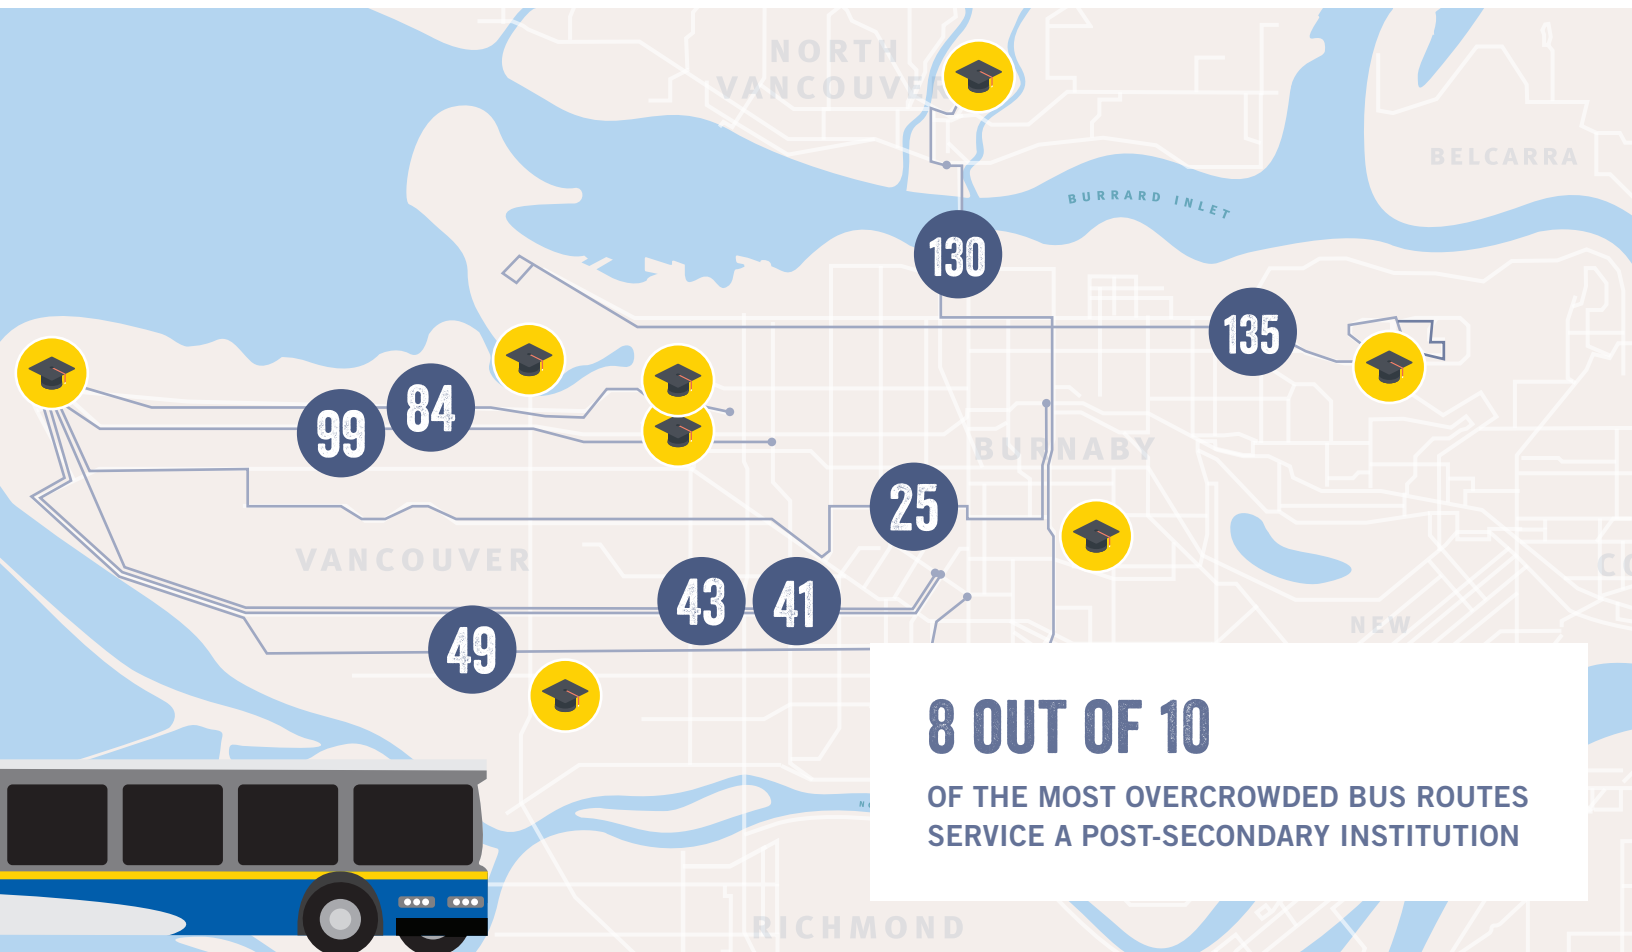 NORTH
VANCOUVER
BELCARRA
BURRARD INLET
130
135
84
99
BURNABY
25
VANCOUVER
43
41
49
NEW
8 OUT OF 10
OF THE MOST OVERCROWDED BUS ROUTES
SERVICE A POST-SECONDARY INSTITUTION
RICHMOND